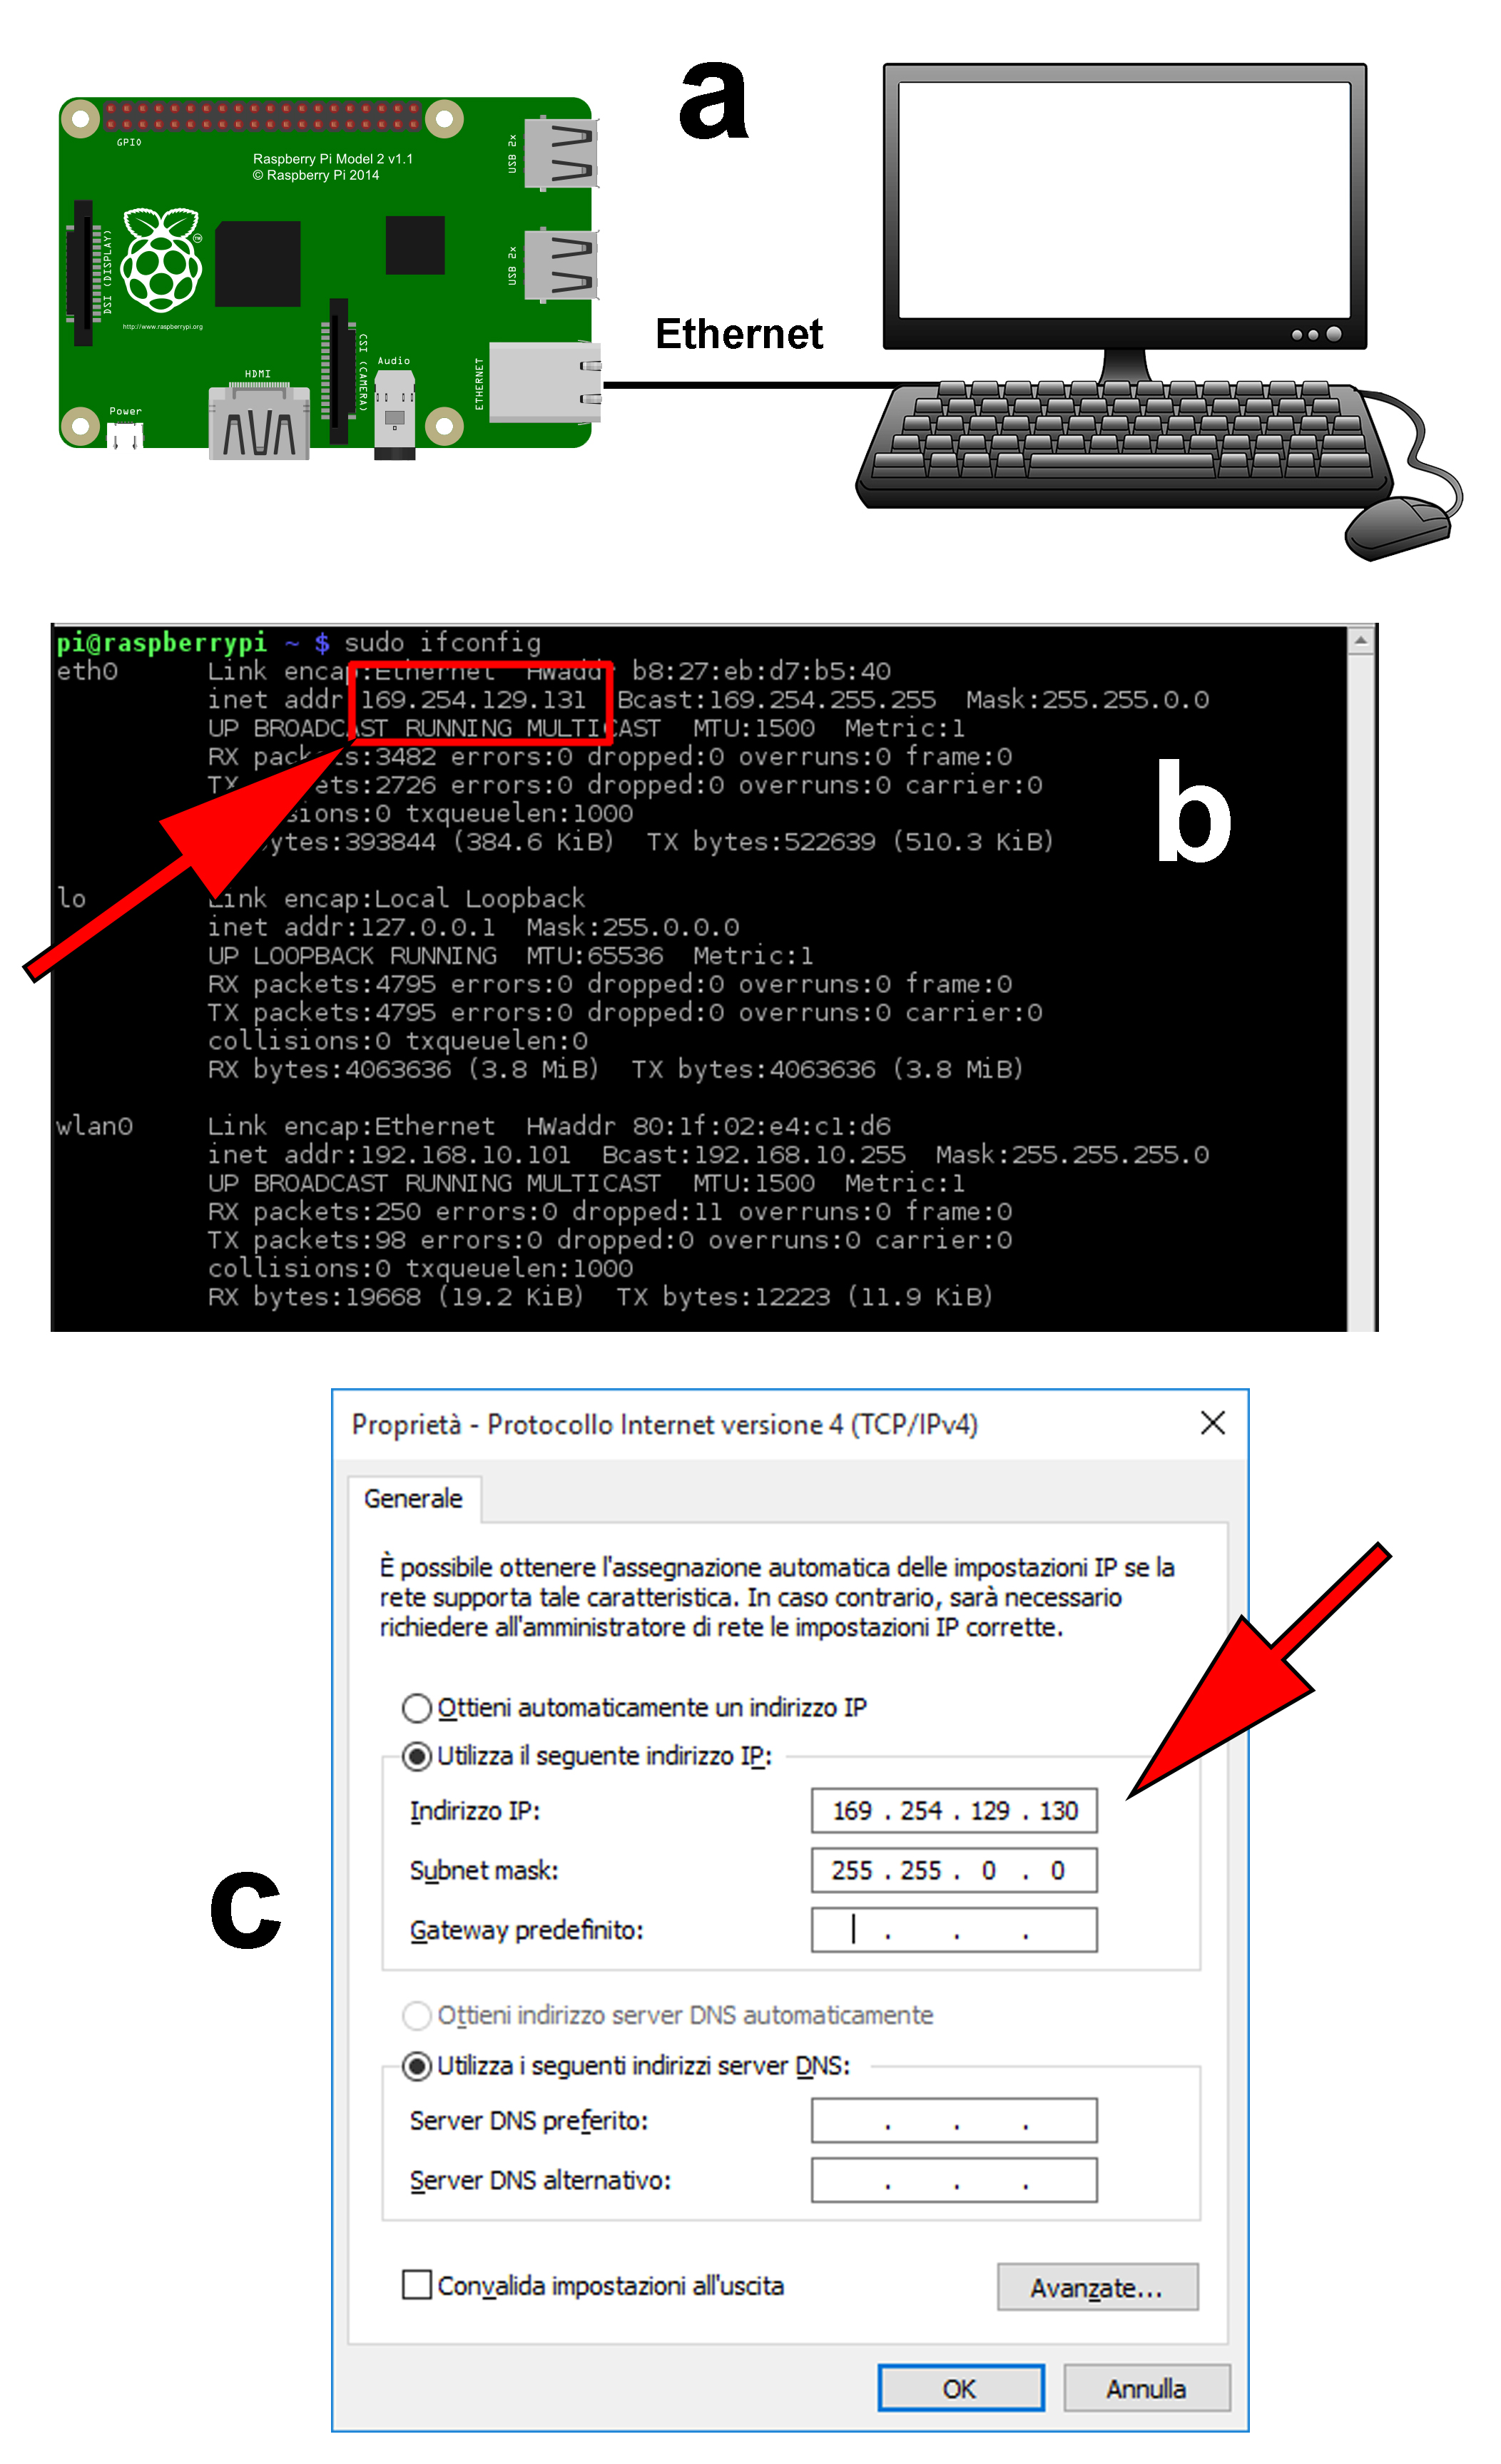 a
GPIO
Raspberry Pi Model 2 v1.1
© Raspberry Pi 2014
USB 2x
DSI (DISPLAY)
TM
http://www.raspberrypi.org
USB 2x
Ethernet
CSI (CAMERA)
Audio
HDMI
ETHERNET
Power
pi@raspberrypi ~ $ sudo ifconfig
eth0 Link encap:Ethernet HWaddr b8:27:eb:d7:b5:40
inet addr 169.254.129.131 Bcast:169.254.255.255 Mask:255.255.0.0
UP BROADCAST RUNNING MULTICAST MTU:1500 Metric:1
RX packets:3482 errors:0 dropped:0 overruns:0 frame:0
TX packets:2726 errors:0 dropped:0 overruns:0 carrier:0
collisions:0 txqueuelen:1000
bytes:393844 (384.6 KiB) TX bytes:522639 (510.3 KiB)
b
lo Link encap:Local Loopback
inet addr:127.0.0.1 Mask:255.0.0.0
UP LOOPBACK RUNNING MTU:65536 Metric:1
RX packets:4795 errors:0 dropped:0 overruns:0 frame:0
TX packets:4795 errors:0 dropped:0 overruns:0 carrier:0
collisions:0 txqueuelen:0
RX bytes:4063636 (3.8 MiB) TX bytes:4063636 (3.8 MiB)
wlan0 Link encap:Ethernet HWaddr 80:1f:02:e4:c1:d6
inet addr:192.168.10.101 Bcast:192.168.10.255 Mask:255.255.255.0
UP BROADCAST RUNNING MULTICAST MTU:1500 Metric:1
RX packets:250 errors:0 dropped:11 overruns:0 frame:0
TX packets:98 errors:0 dropped:0 overruns:0 carrier:0
collisions:0 txqueuelen:1000
RX bytes:19668 (19.2 KiB) TX bytes:12223 (11.9 KiB)
c
Proprietà - Protocollo Internet versione 4 (TCP/IPv4)
Generale
È possibile ottenere l'assegnazione automatica delle impostazioni IP se la
rete supporta tale caratteristica. In caso contrario, sarà necessario
richiedere all'amministratore di rete le impostazioni IP corrette.
Ottieni automaticamente un indirizzo IP
Utilizza il seguente indirizzo IP:
Indirizzo IP: 169 . 254 . 129 . 130
Subnet mask: 255 . 255 . 0 . 0
Gateway predefinito: . . .
Ottieni indirizzo server DNS automaticamente
Utilizza i seguenti indirizzi server DNS:
Server DNS preferito: . . .
Server DNS alternativo: . . .
Convalida impostazioni all'uscita
Avanzate...
OK Annulla